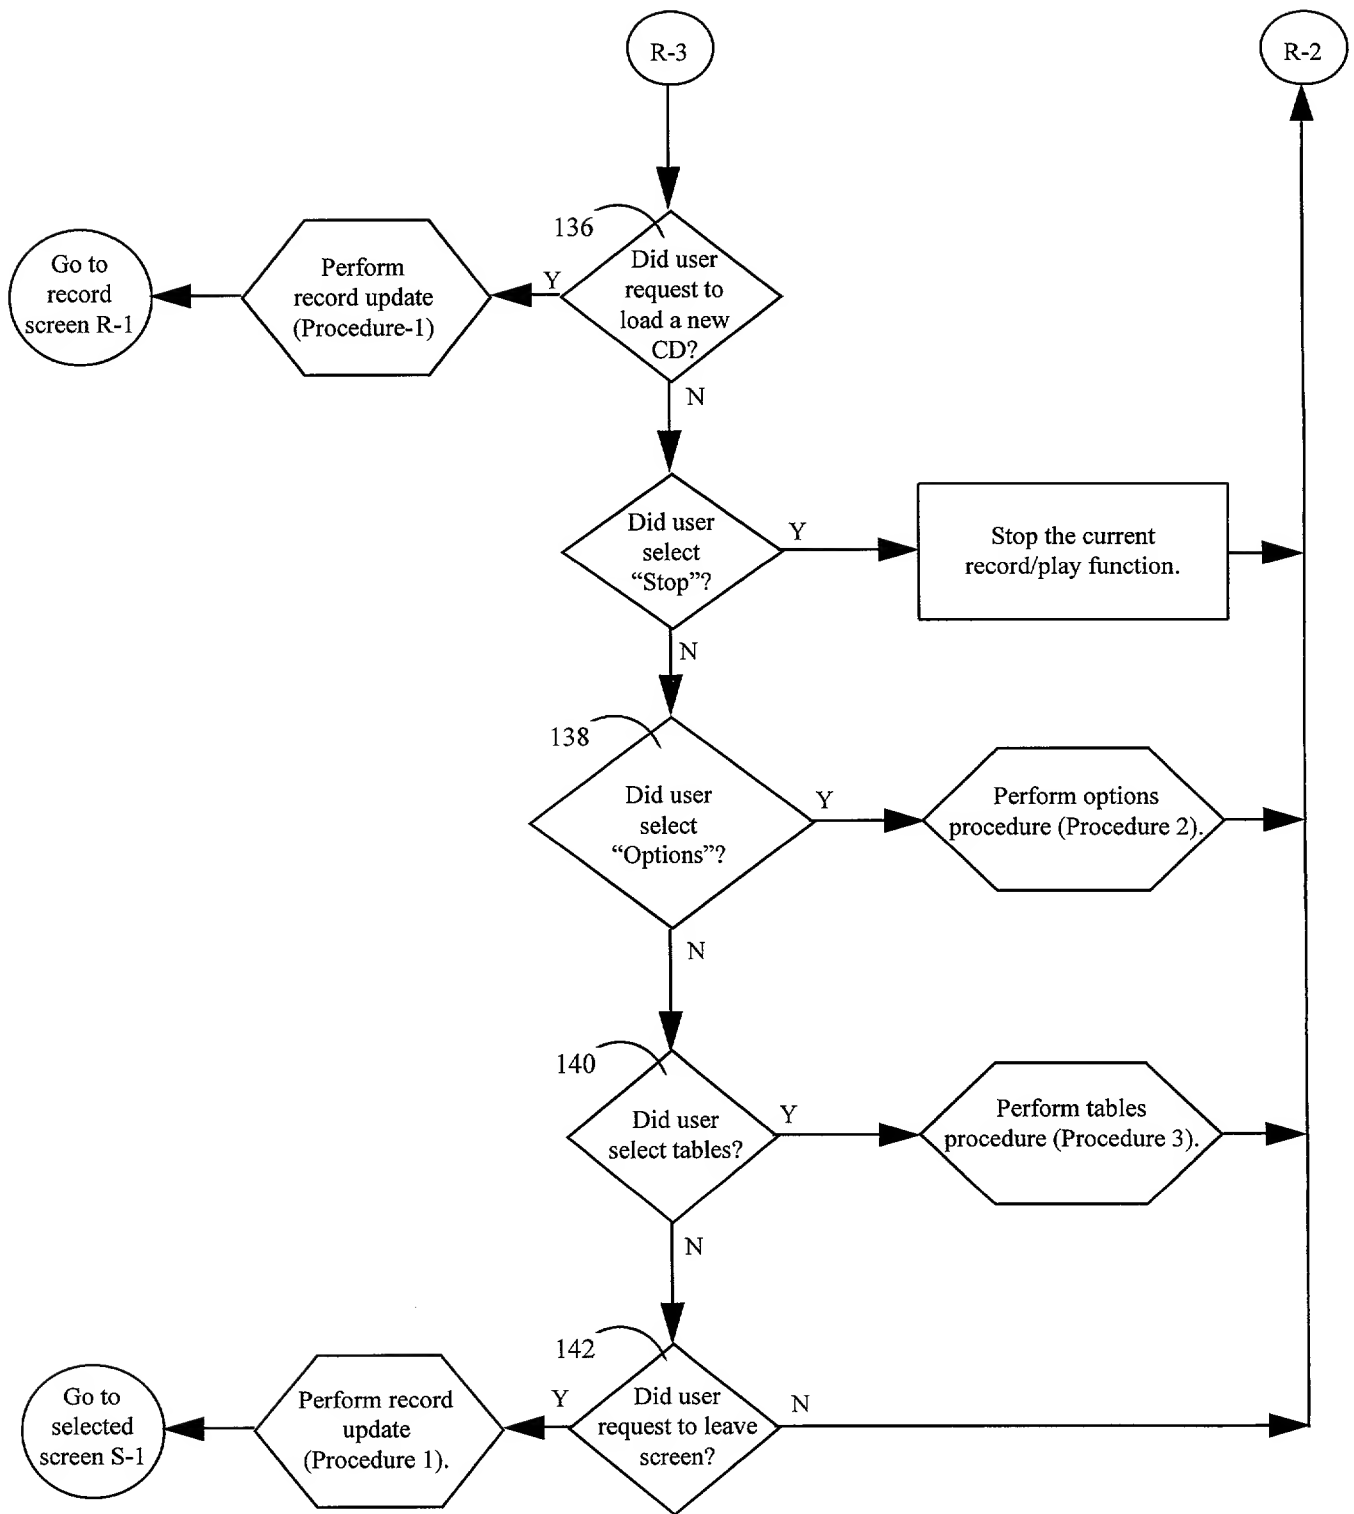 R-3
R-2
136
Did user
request to
load a new
CD?
Y
Perform
record update
(Procedure-1)
Go to
record
screen R-1
N
Did user
select
“Stop”?
Y
Stop the current
record/play function.
N
138
Did user
select
“Options”?
Y
Perform options
procedure (Procedure 2).
N
140
Did user
select tables?
Y
Perform tables
procedure (Procedure 3).
N
142
Did user
request to leave
screen?
Y
Perform record
update
(Procedure 1).
Go to
selected
screen S-1
N